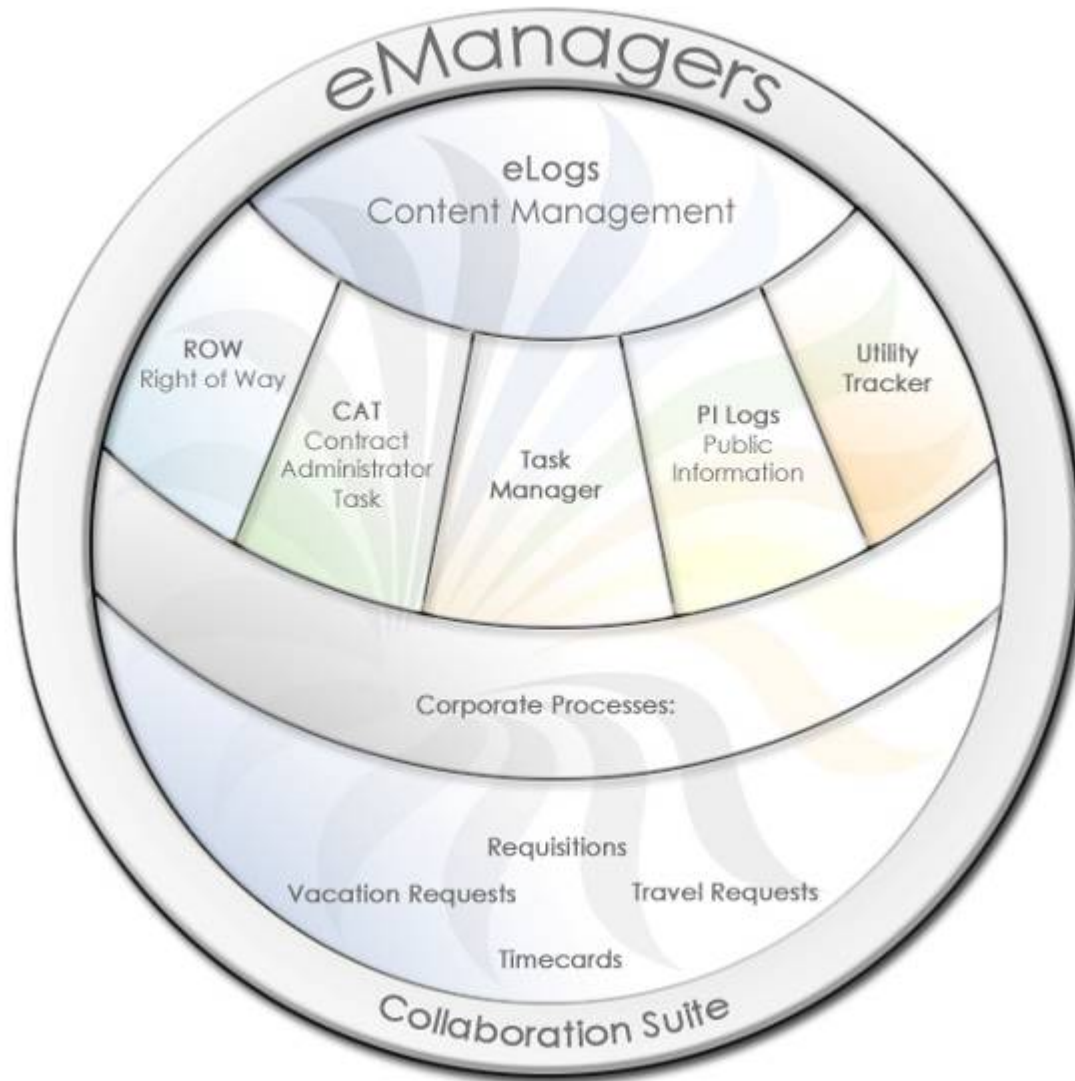 eManagers
eLogs
Content Management
ROW
Right of Way
CAT
Contract
Administrator
Task
Task
Manager
PI Logs
Public
Information
Utility
Tracker
Corporate Processes:
Requisitions
Vacation Requests
Travel Requests
Timecards
Collaboration Suite